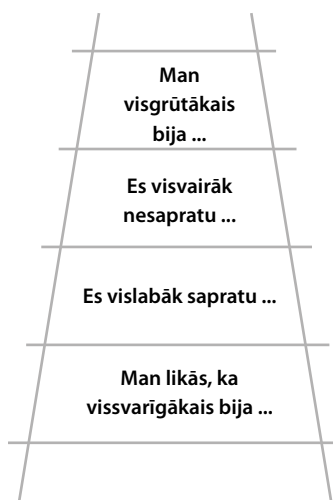 Man
visgrūtākais
bija ...
Es visvairāk
nesapratu ...
Es vislabāk sapratu ...
Man likās, ka
vissvarīgākais bija ...